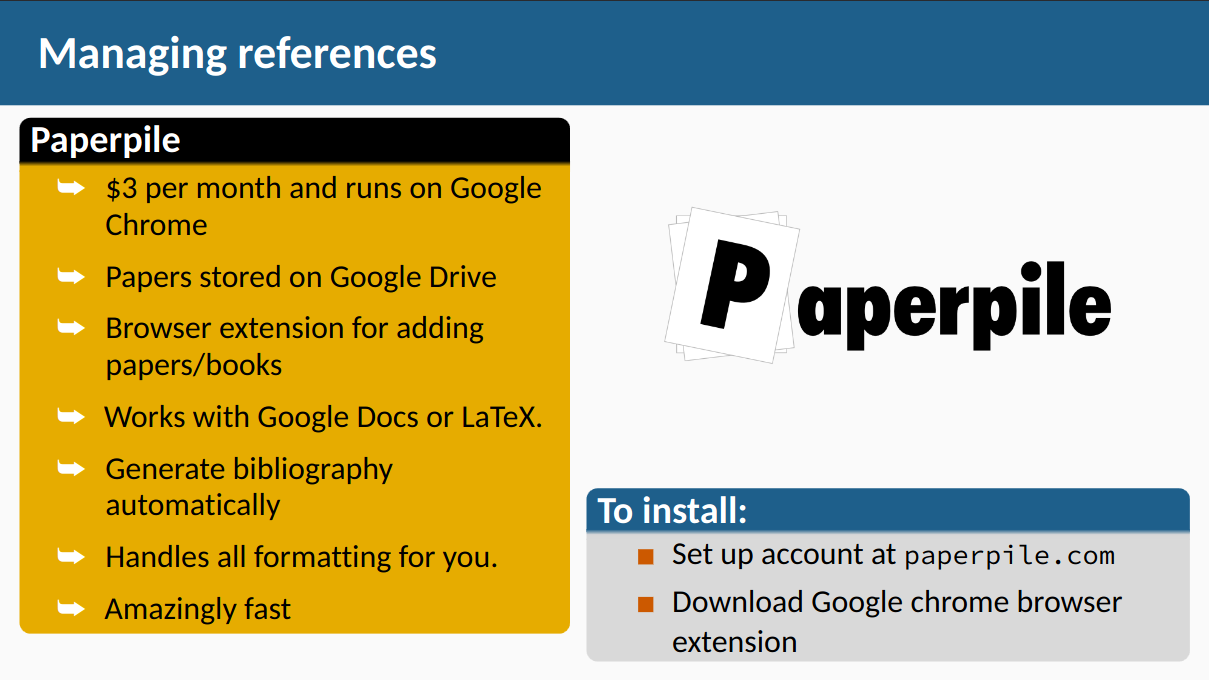 Managing references
Paperpile
$3 per month and runs on Google
Chrome
Papers stored on Google Drive
Browser extension for adding
papers/books
Works with Google Docs or LaTeX.
Generate bibliography
automatically
Handles all formatting for you.
Amazingly fast
Paperpile
To install:
Set up account at paperpile.com
Download Google chrome browser
extension